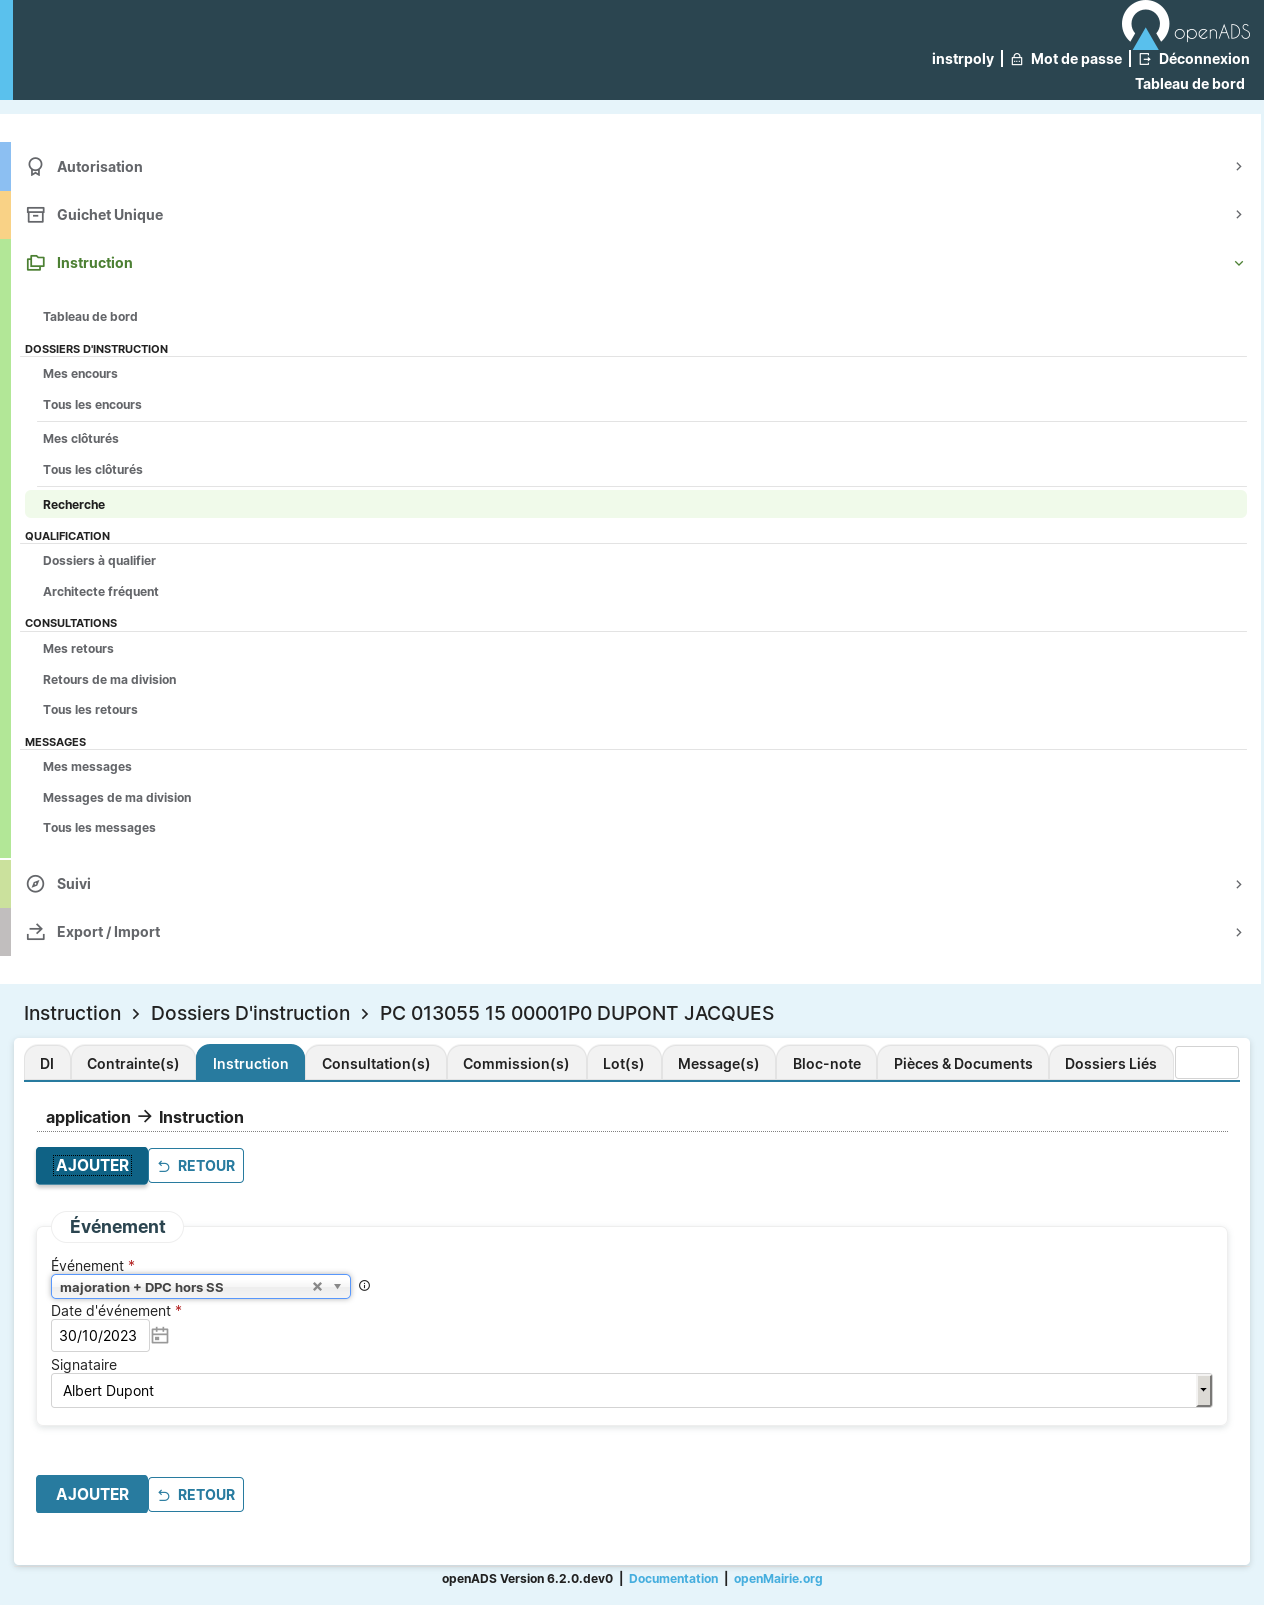 openADS
instrpoly | Mot de passe | Déconnexion
Tableau de bord
Autorisation
Guichet Unique
Instruction
Tableau de bord
DOSSIERS D'INSTRUCTION
Mes encours
Tous les encours
Mes clôturés
Tous les clôturés
Recherche
QUALIFICATION
Dossiers à qualifier
Architecte fréquent
CONSULTATIONS
Mes retours
Retours de ma division
Tous les retours
MESSAGES
Mes messages
Messages de ma division
Tous les messages
Suivi
Export / Import
Instruction > Dossiers D'instruction > PC 013055 15 00001P0 DUPONT JACQUES
DI Contrainte(s) Instruction Consultation(s) Commission(s) Lot(s) Message(s) Bloc-note Pièces & Documents Dossiers Liés
application → Instruction
AJOUTER RETOUR
Événement
Événement *
majoration + DPC hors SS
Date d'événement *
30/10/2023
Signataire
Albert Dupont
AJOUTER RETOUR
openADS Version 6.2.0.dev0 | Documentation | openMairie.org